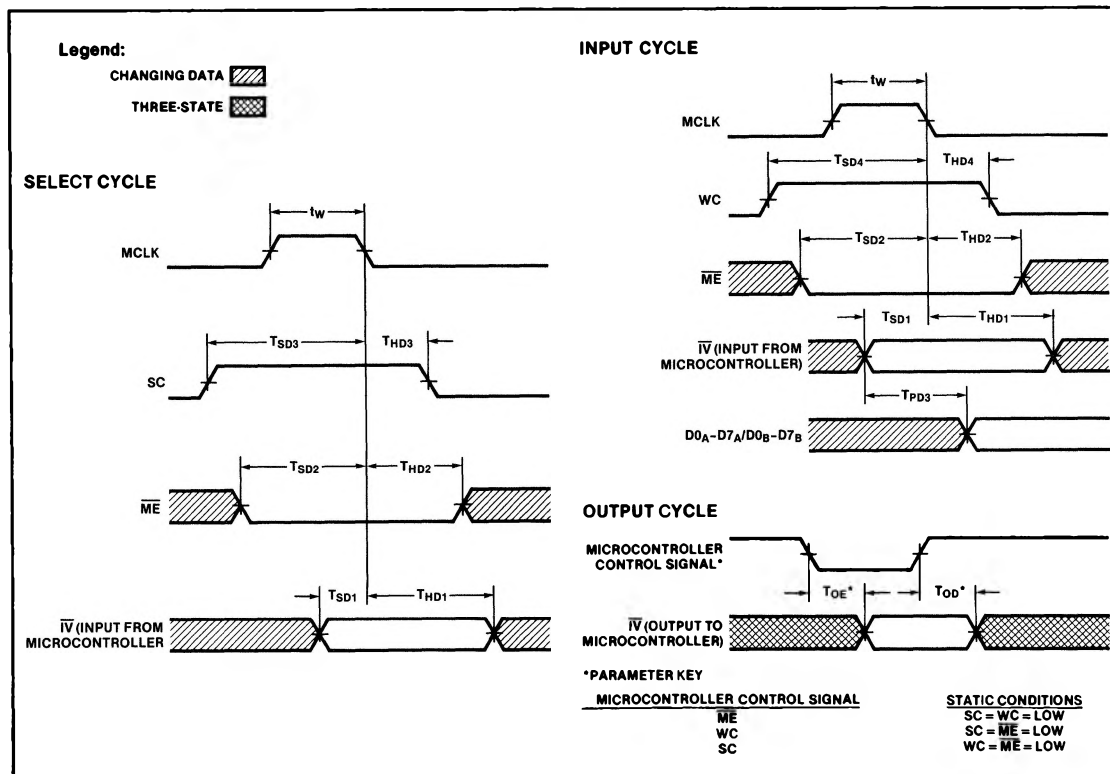 Legend:
CHANGING DATA
THREE-STATE
SELECT CYCLE
tW
MCLK
TSD3
THD3
SC
TSD2
THD2
ME
TSD1
THD1
IV (INPUT FROM
MICROCONTROLLER
INPUT CYCLE
tW
MCLK
TSD4
THD4
WC
TSD2
THD2
ME
TSD1
THD1
IV (INPUT FROM
MICROCONTROLLER)
TPD3
D0A–D7A/D0B–D7B
OUTPUT CYCLE
MICROCONTROLLER
CONTROL SIGNAL*
TOE*
TOD*
IV (OUTPUT TO
MICROCONTROLLER)
*PARAMETER KEY
MICROCONTROLLER CONTROL SIGNAL STATIC CONDITIONS
ME SC = WC = LOW
WC SC = ME = LOW
SC WC = ME = LOW